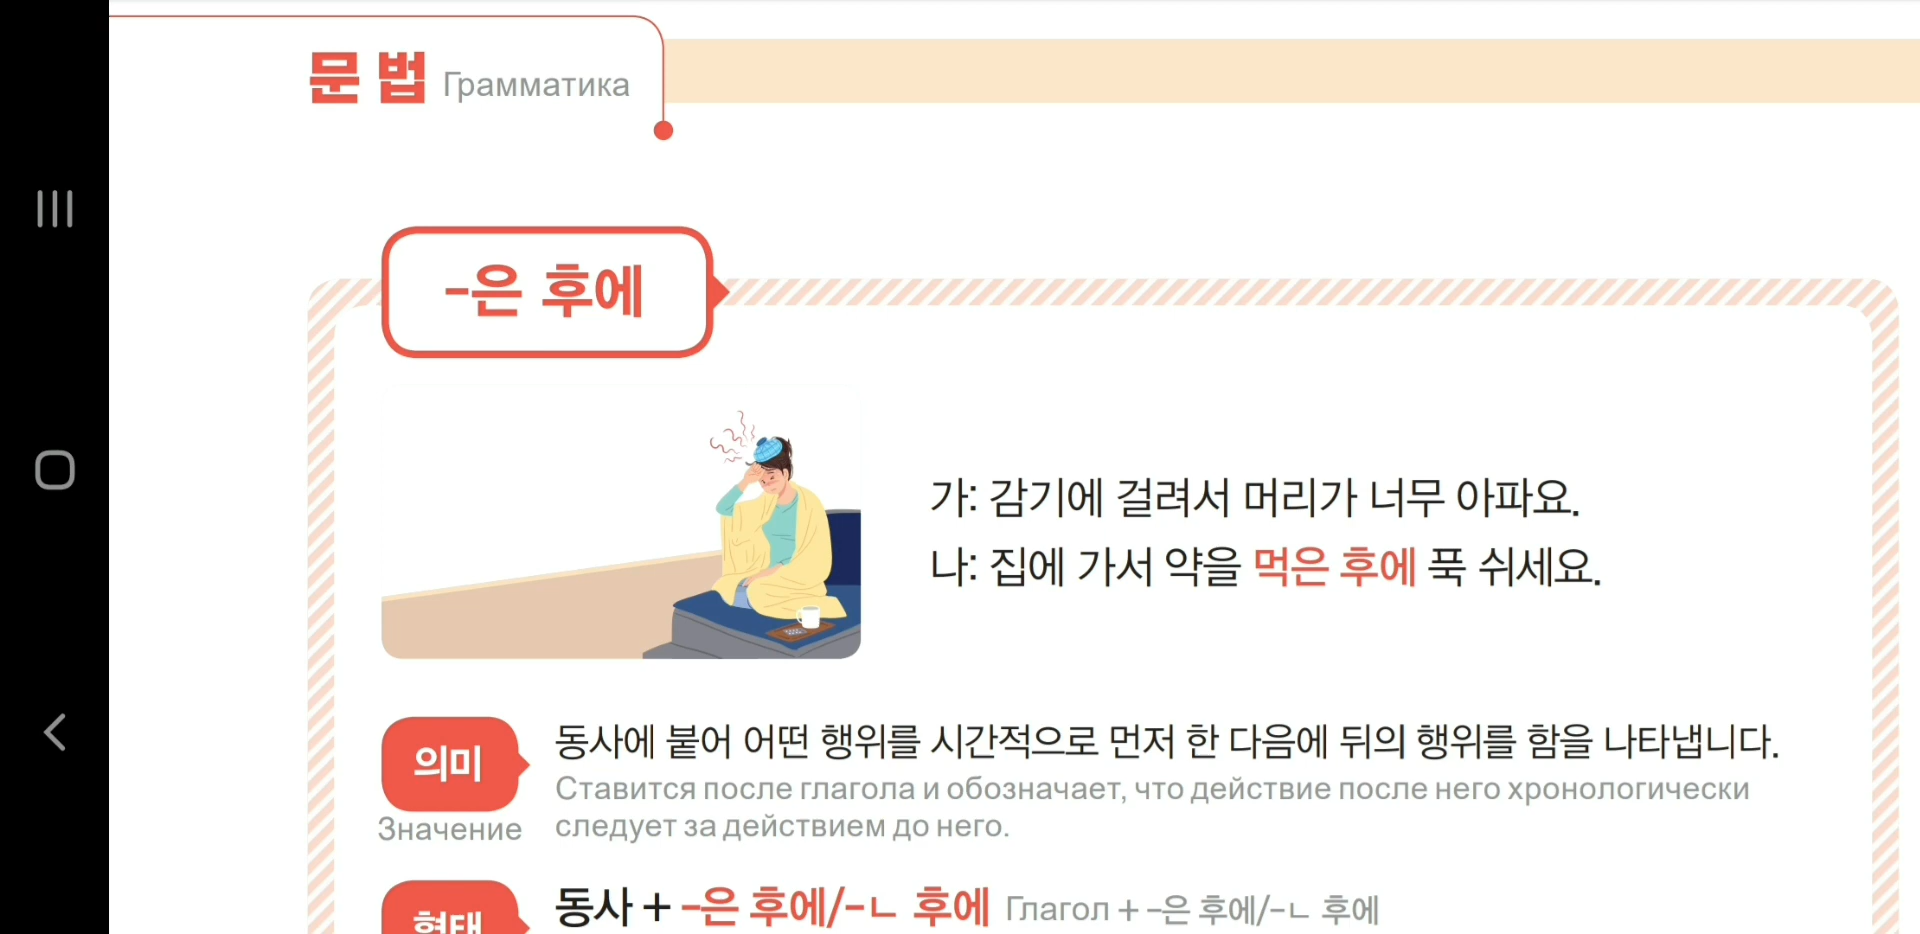 문 법 Грамматика
-은 후에
가: 감기에 걸려서 머리가 너무 아파요.
나: 집에 가서 약을 먹은 후에 푹 쉬세요.
의미
Значение
동사에 붙어 어떤 행위를 시간적으로 먼저 한 다음에 뒤의 행위를 함을 나타냅니다.
Ставится после глагола и обозначает, что действие после него хронологически
следует за действием до него.
형태
동사 + -은 후에/-ㄴ 후에 Глагол + -은 후에/-ㄴ 후에